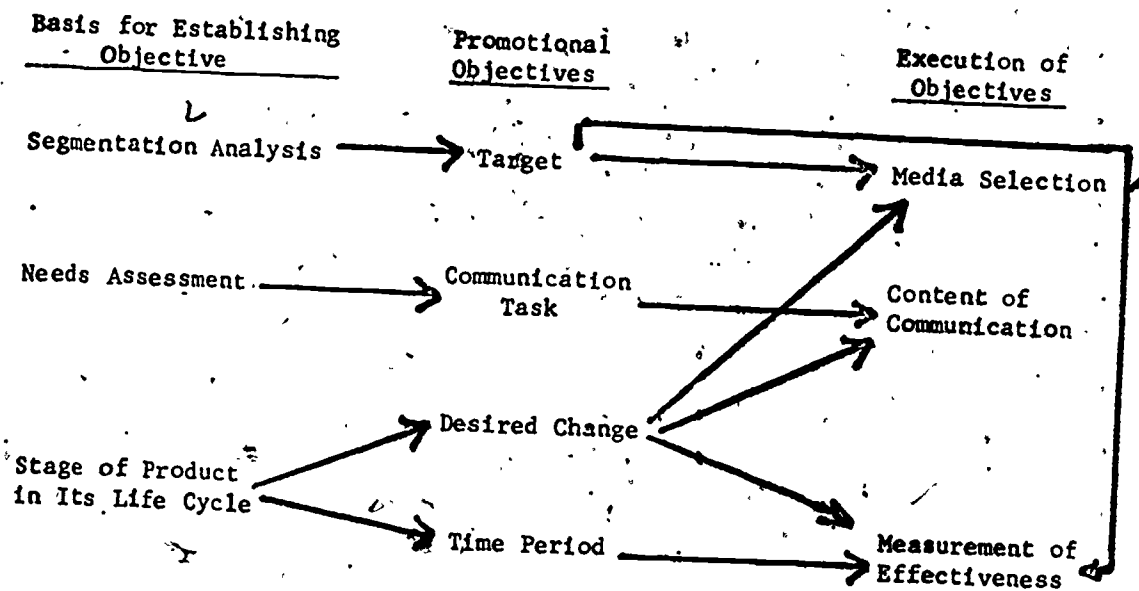 Basis for Establishing
Objective
Promotional
Objectives
Execution of
Objectives
Segmentation Analysis
Target
Media Selection
Needs Assessment
Communication
Task
Content of
Communication
Desired Change
Stage of Product
in Its Life Cycle
Time Period
Measurement of
Effectiveness